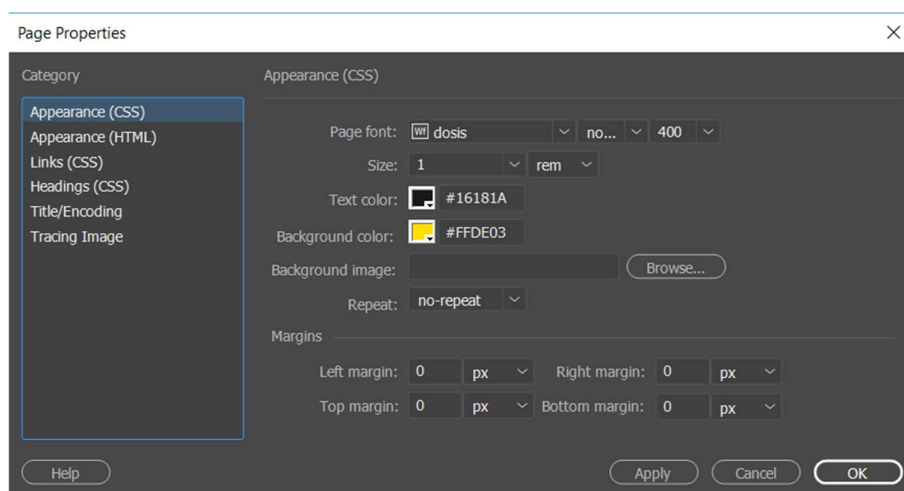 Page Properties
Category
Appearance (CSS)
Appearance (HTML)
Links (CSS)
Headings (CSS)
Title/Encoding
Tracing Image
Appearance (CSS)
Page font: Wf dosis no... 400
Size: 1 rem
Text color: #16181A
Background color: #FFDE03
Background image: Browse...
Repeat: no-repeat
Margins
Left margin: 0 px Right margin: 0 px
Top margin: 0 px Bottom margin: 0 px
Help Apply Cancel OK